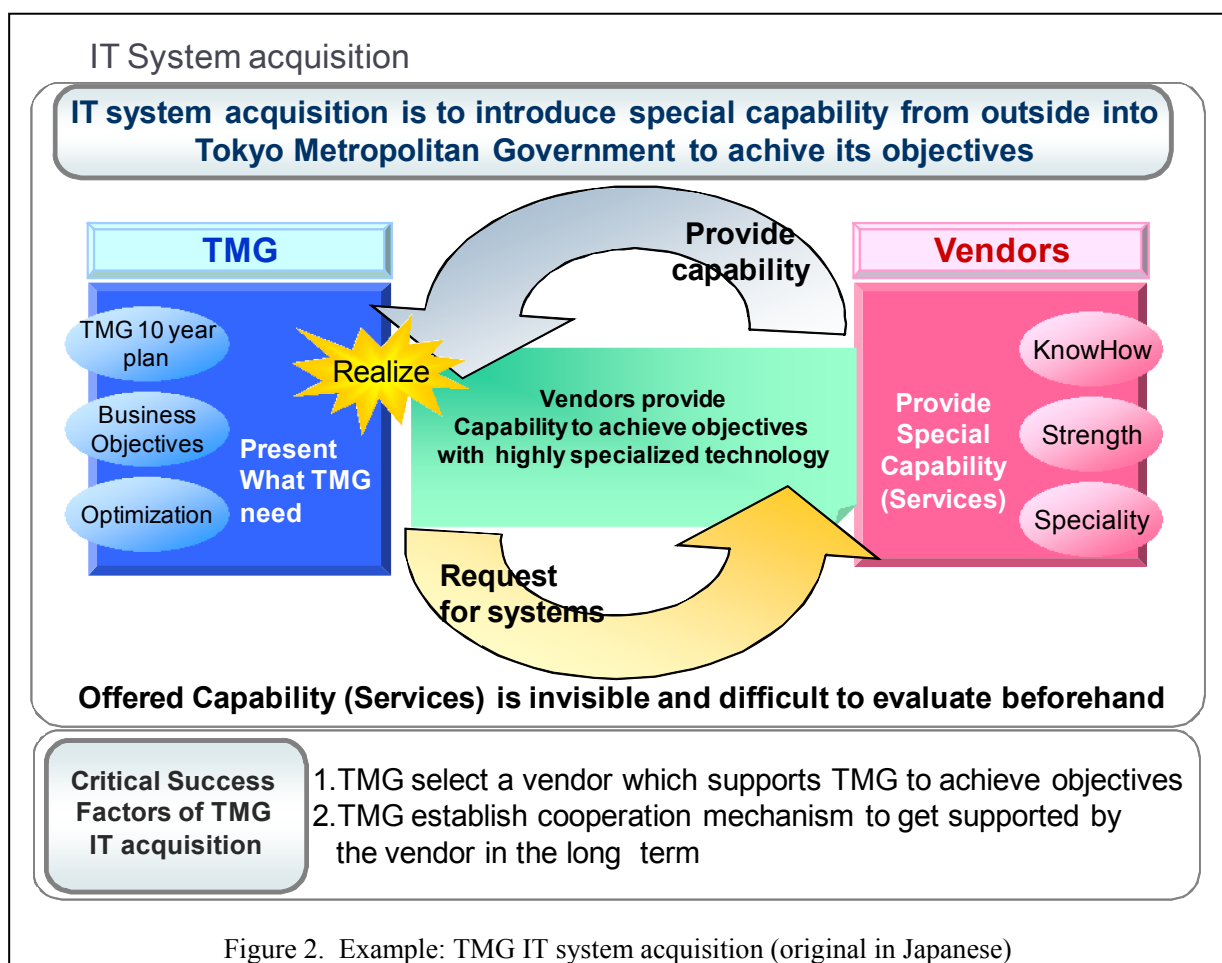 IT System acquisition
IT system acquisition is to introduce special capability from outside into
Tokyo Metropolitan Government to achive its objectives
TMG
Provide
capability
Vendors
TMG 10 year
plan
Business
Objectives
Optimization
Present
What TMG
need
Realize
Vendors provide
Capability to achieve objectives
with highly specialized technology
Provide
Special
Capability
(Services)
KnowHow
Strength
Speciality
Request
for systems
Offered Capability (Services) is invisible and difficult to evaluate beforehand
Critical Success
Factors of TMG
IT acquisition
1.TMG select a vendor which supports TMG to achieve objectives
2.TMG establish cooperation mechanism to get supported by
the vendor in the long term
Figure 2. Example: TMG IT system acquisition (original in Japanese)